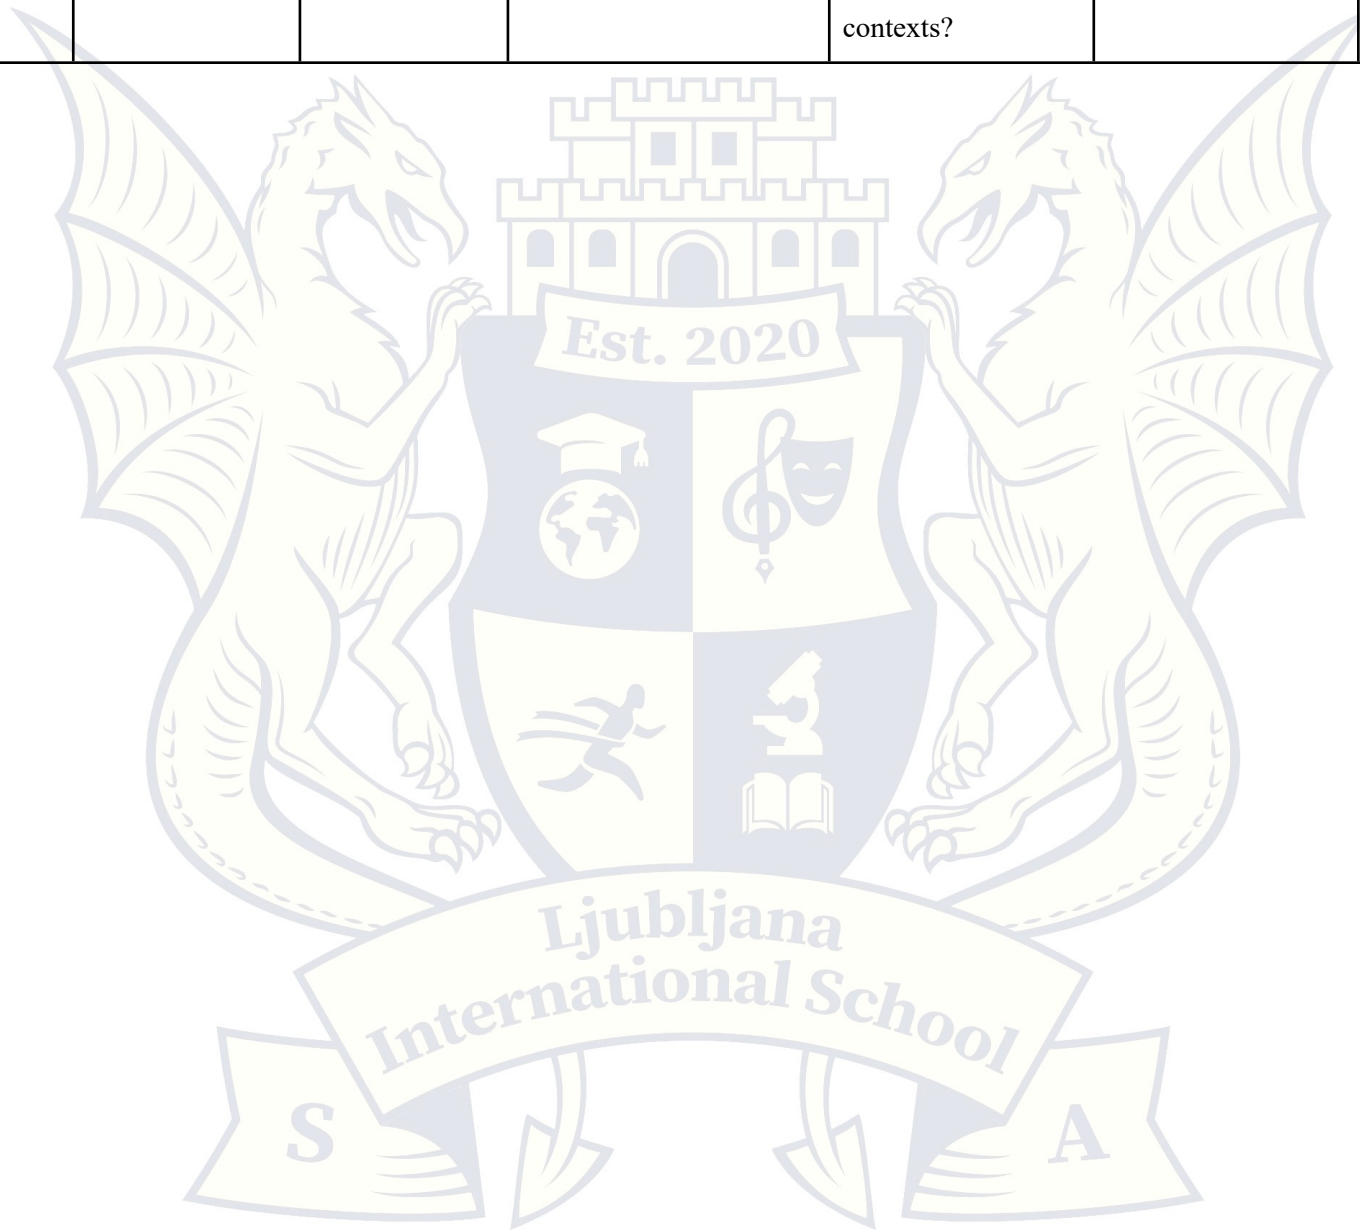 contexts?
Est. 2020
Ljubljana
International School
S
A